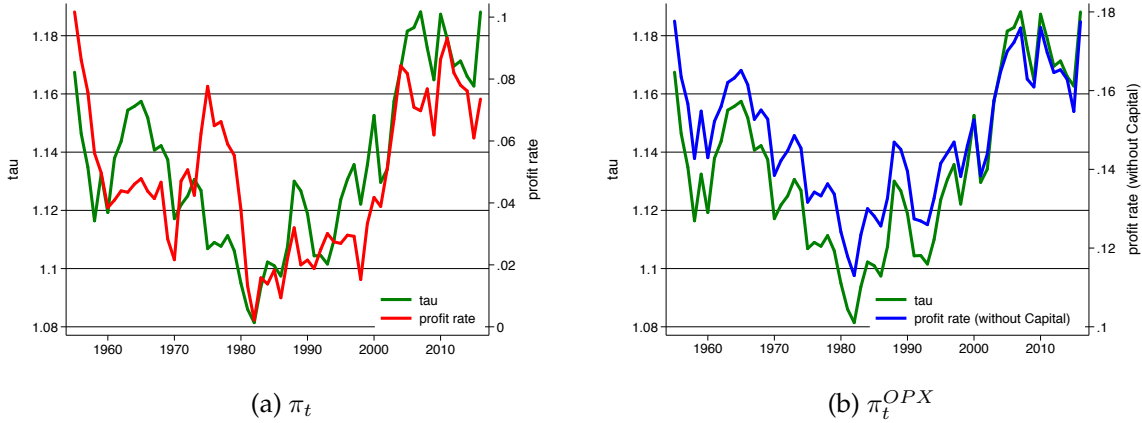 1.18
1.16
1.14
1.12
1.1
1.08
tau
.1
.08
.06
.04
.02
0
profit rate
tau
profit rate
1960 1970 1980 1990 2000 2010
(a) π_t
1.18
1.16
1.14
1.12
1.1
1.08
tau
.18
.16
.14
.12
.1
profit rate (without Capital)
tau
profit rate (without Capital)
1960 1970 1980 1990 2000 2010
(b) π_t^{OPX}